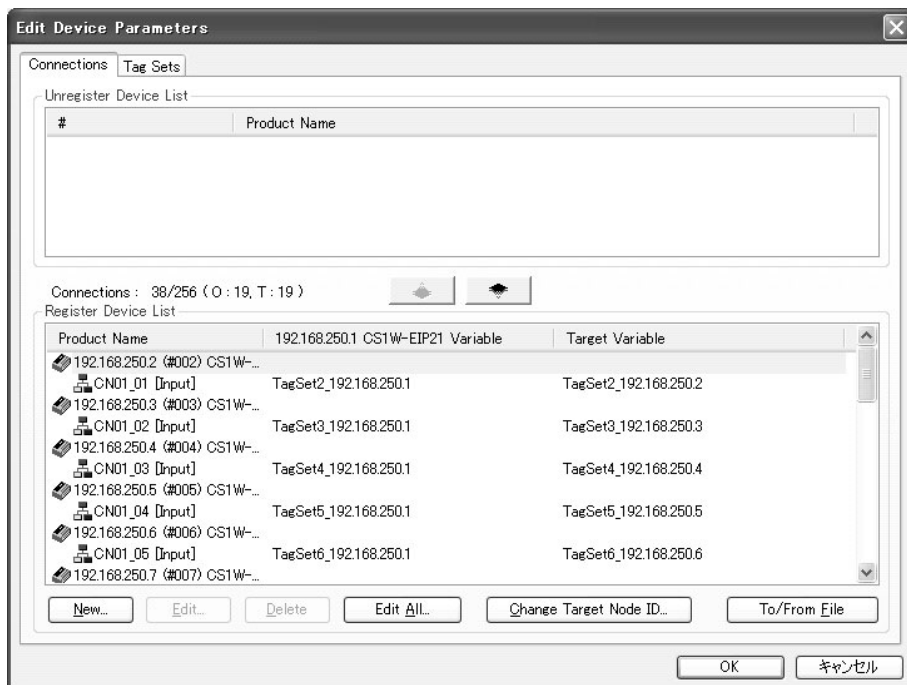 Edit Device Parameters
Connections Tag Sets
Unregister Device List
# Product Name
Connections : 38/256 ( O : 19, T : 19 )
Register Device List
Product Name 192.168.250.1 CS1W-EIP21 Variable Target Variable
192.168.250.2 (#002) CS1W-...
CN01_01 [Input] TagSet2_192.168.250.1 TagSet2_192.168.250.2
192.168.250.3 (#003) CS1W-...
CN01_02 [Input] TagSet3_192.168.250.1 TagSet3_192.168.250.3
192.168.250.4 (#004) CS1W-...
CN01_03 [Input] TagSet4_192.168.250.1 TagSet4_192.168.250.4
192.168.250.5 (#005) CS1W-...
CN01_04 [Input] TagSet5_192.168.250.1 TagSet5_192.168.250.5
192.168.250.6 (#006) CS1W-...
CN01_05 [Input] TagSet6_192.168.250.1 TagSet6_192.168.250.6
192.168.250.7 (#007) CS1W-...
New... Edit... Delete Edit All... Change Target Node ID... To/From File
OK キャンセル